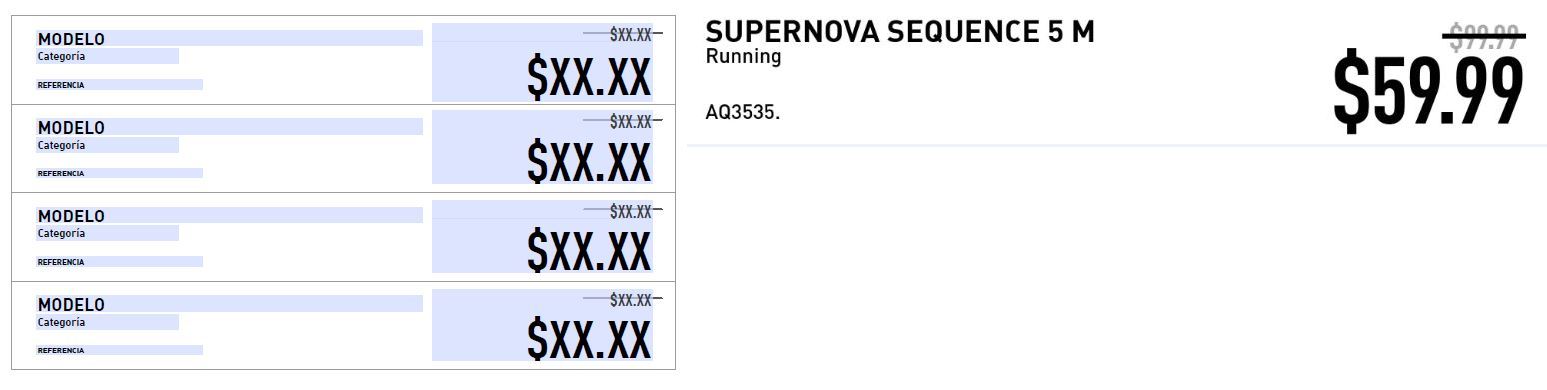 MODELO
Categoría
REFERENCIA
$XX.XX
$XX.XX
MODELO
Categoría
REFERENCIA
$XX.XX
$XX.XX
MODELO
Categoría
REFERENCIA
$XX.XX
$XX.XX
MODELO
Categoría
REFERENCIA
$XX.XX
$XX.XX
SUPERNOVA SEQUENCE 5 M
Running
AQ3535.
$99.99
$59.99